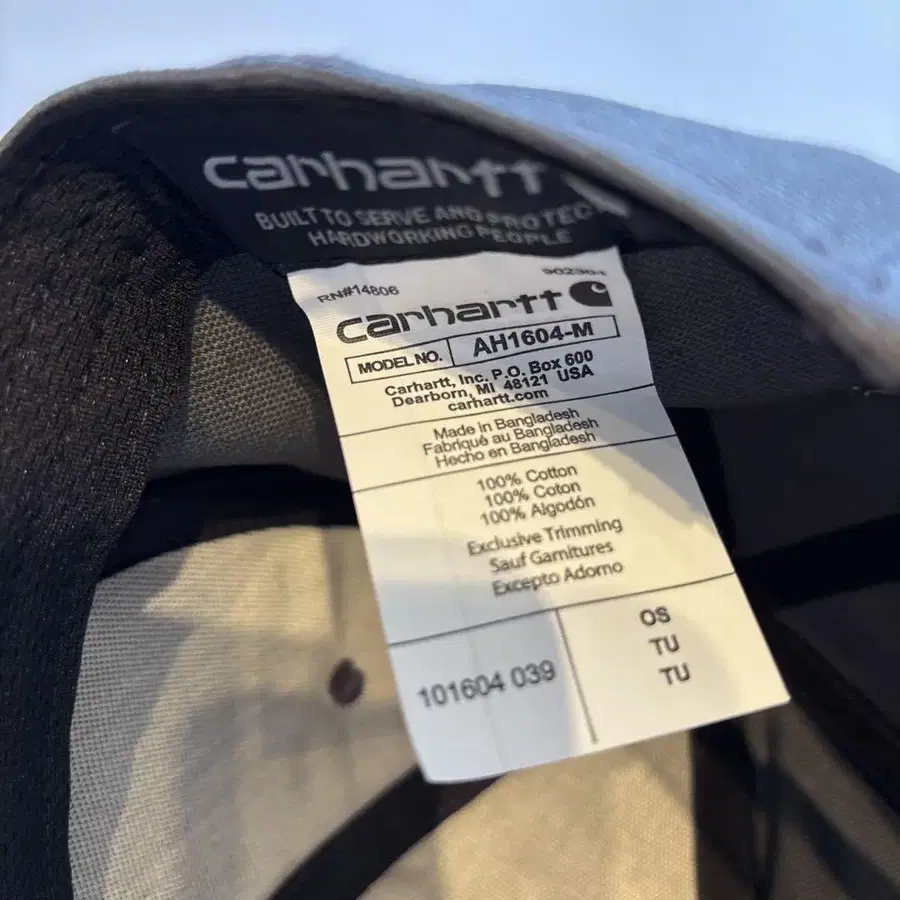 carhartt
BUILT TO SERVE AND PROTECT
HARDWORKING PEOPLE
RN#14806
carhartt
MODEL NO. AH1604-M
Carhartt, Inc. P.O. Box 600
Dearborn, MI 48121 USA
carhartt.com
Made in Bangladesh
Fabriqué au Bangladesh
Hecho en Bangladesh
100% Cotton
100% Coton
100% Algodón
Exclusive Trimming
Sauf Garnitures
Excepto Adorno
101604 039
OS
TU
TU